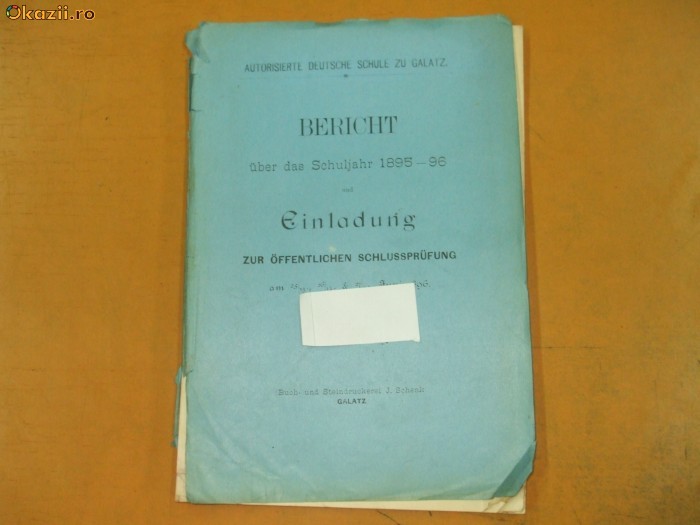 Okazii.ro
AUTORISIERTE DEUTSCHE SCHULE ZU GALATZ.
BERICHT
über das Schuljahr 1895-96
und
Einladung
ZUR ÖFFENTLICHEN SCHLUSSPRÜFUNG
am
Buch- und Steindruckerei J. Schenk
GALATZ